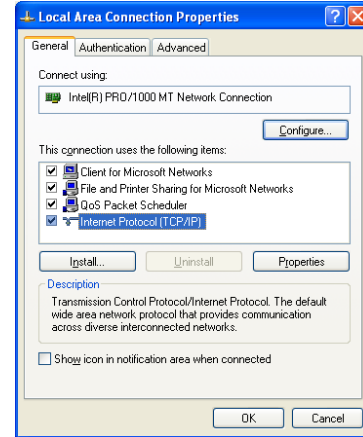 Local Area Connection Properties
General Authentication Advanced
Connect using:
Intel(R) PRO/1000 MT Network Connection
Configure...
This connection uses the following items:
Client for Microsoft Networks
File and Printer Sharing for Microsoft Networks
QoS Packet Scheduler
Internet Protocol (TCP/IP)
Install... Uninstall Properties
Description
Transmission Control Protocol/Internet Protocol. The default
wide area network protocol that provides communication
across diverse interconnected networks.
Show icon in notification area when connected
OK Cancel